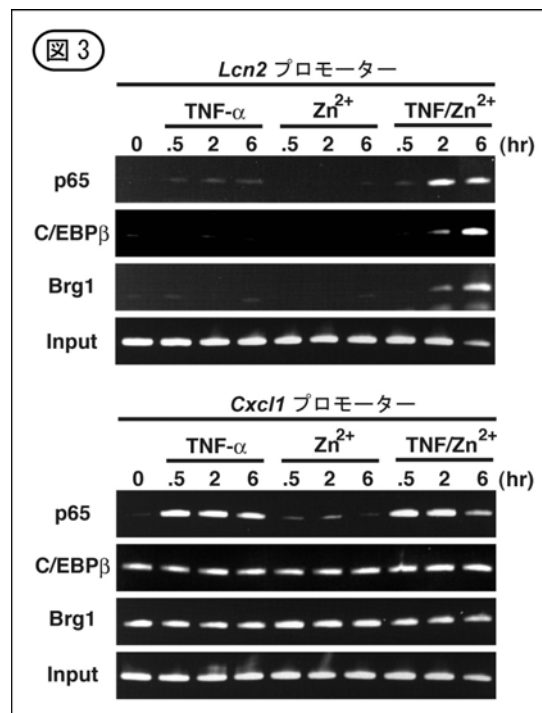 図 3
Lcn2 プロモーター
TNF-α Zn2+ TNF/Zn2+
0 .5 2 6 .5 2 6 .5 2 6 (hr)
p65
C/EBPβ
Brg1
Input
Cxcl1 プロモーター
TNF-α Zn2+ TNF/Zn2+
0 .5 2 6 .5 2 6 .5 2 6 (hr)
p65
C/EBPβ
Brg1
Input